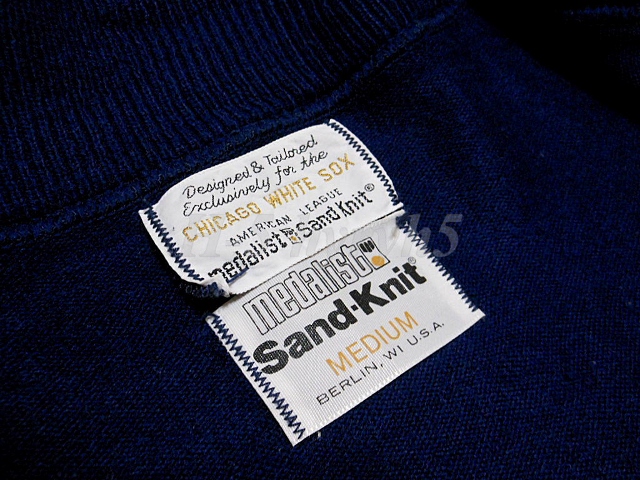 Designed & Tailored
Exclusively for the
CHICAGO WHITE SOX
AMERICAN LEAGUE
medalist Sand-Knit®
medalist
Sand-Knit®
MEDIUM
BERLIN, WI U.S.A.